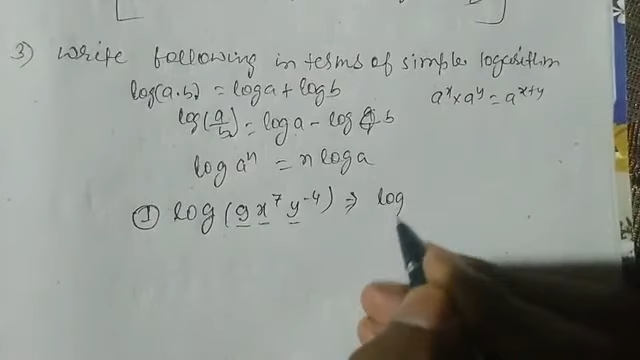 3) Write following in terms of simple logarithm
log(a·b) = log a + log b
a^x × a^y = a^(x+y)
log(a/b) = log a - log b
log a^n = n log a
① log (9 x^7 y^-4) ⇒ log